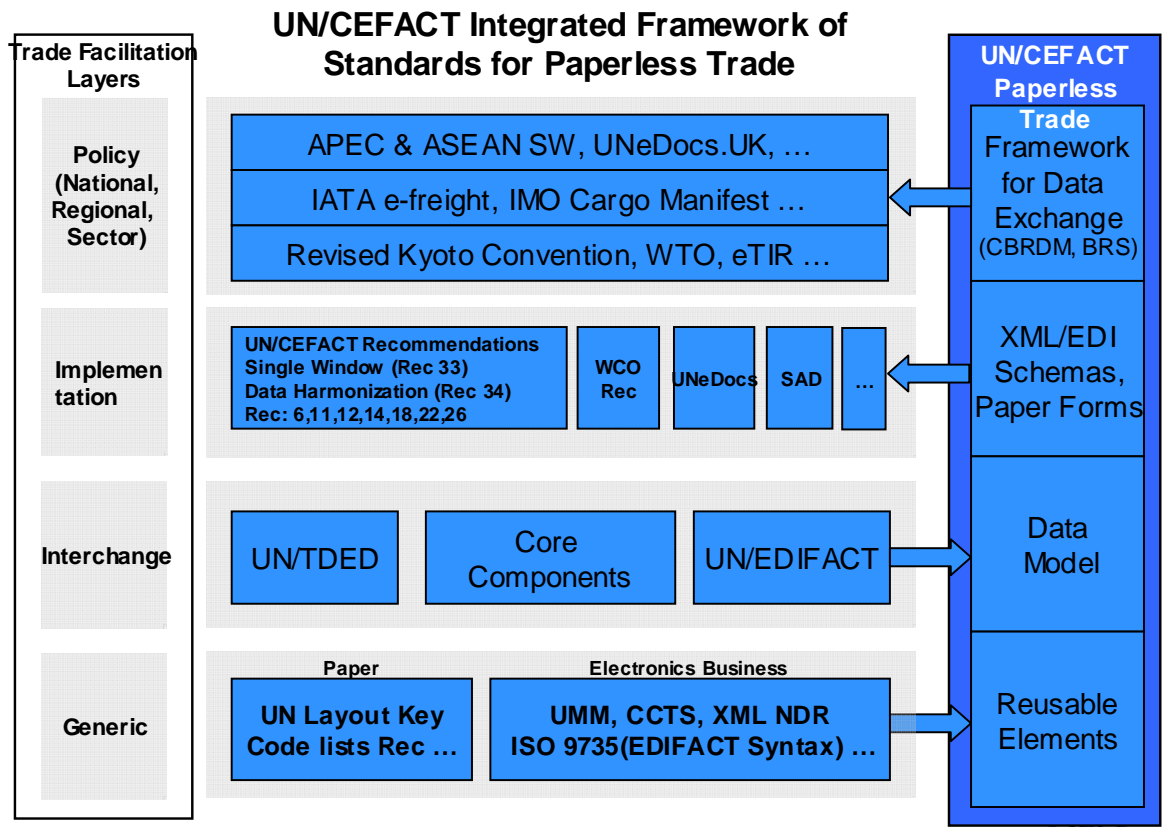 UN/CEFACT Integrated Framework of
Standards for Paperless Trade
Trade Facilitation
Layers
Policy
(National,
Regional,
Sector)
Implemen
tation
Interchange
Generic
APEC & ASEAN SW, UNeDocs.UK, …
IATA e-freight, IMO Cargo Manifest …
Revised Kyoto Convention, WTO, eTIR …
UN/CEFACT Recommendations
Single Window (Rec 33)
Data Harmonization (Rec 34)
Rec: 6,11,12,14,18,22,26
WCO
Rec
UNeDocs
SAD
…
UN/TDED
Core
Components
UN/EDIFACT
Paper
UN Layout Key
Code lists Rec …
Electronics Business
UMM, CCTS, XML NDR
ISO 9735(EDIFACT Syntax) …
UN/CEFACT
Paperless
Trade
Framework
for Data
Exchange
(CBRDM, BRS)
XML/EDI
Schemas,
Paper Forms
Data
Model
Reusable
Elements